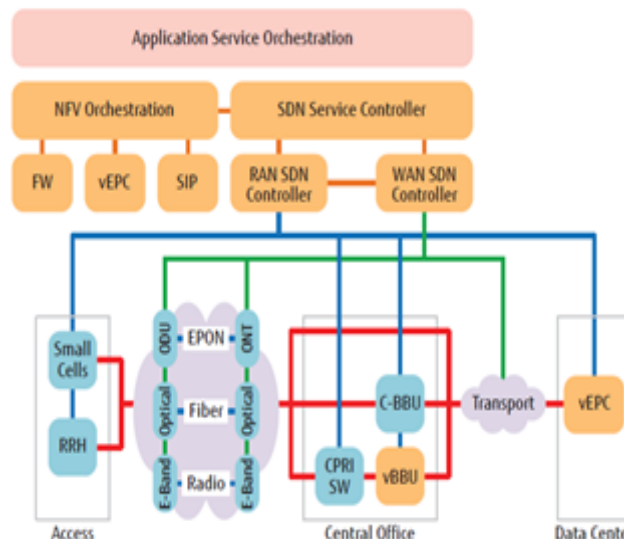 Application Service Orchestration
NFV Orchestration
SDN Service Controller
FW
vEPC
SIP
RAN SDN
Controller
WAN SDN
Controller
Small
Cells
RRH
ODU
EPON
ONT
Optical
Fiber
Optical
E-Band
Radio
E-Band
C-BBU
CPRI
SW
vBBU
Transport
vEPC
Access
Central Office
Data Cente